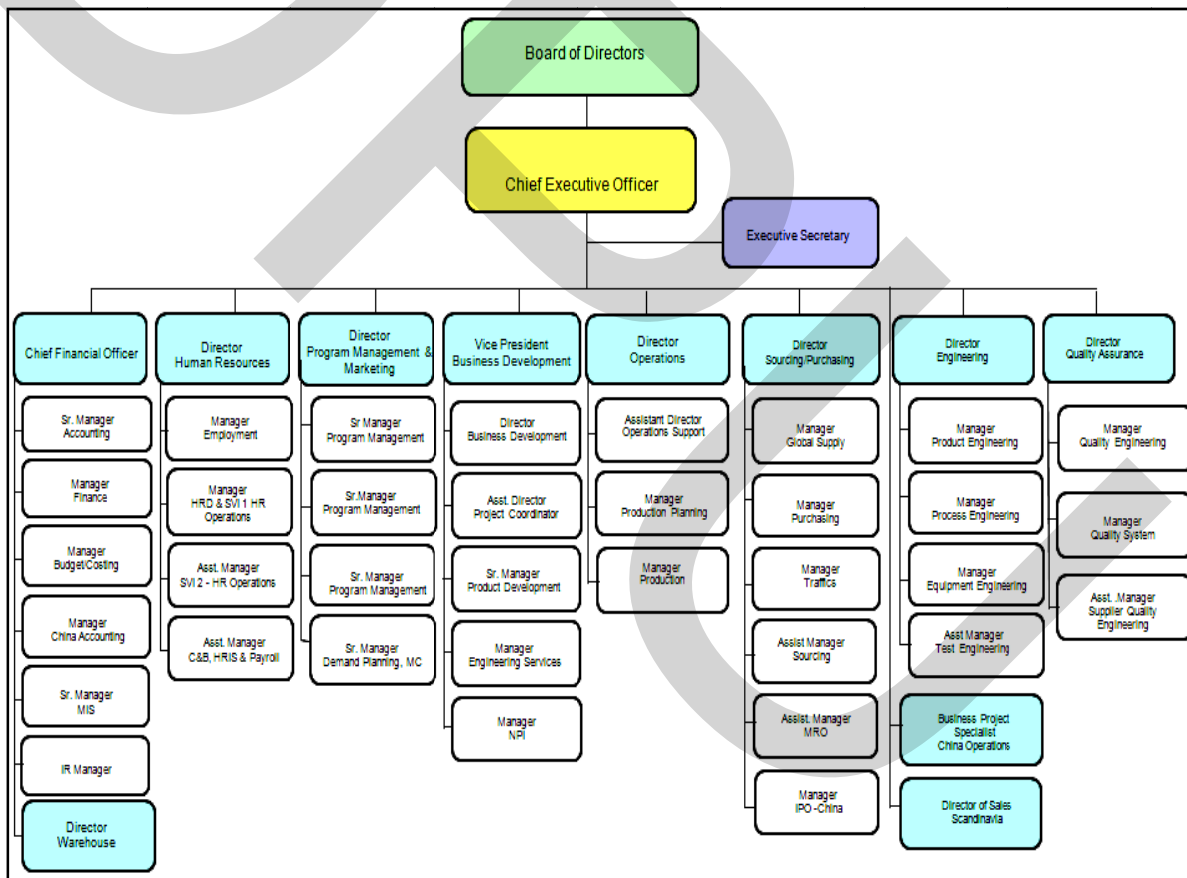 Board of Directors
Chief Executive Officer
Executive Secretary
Chief Financial Officer
Sr. Manager
Accounting
Manager
Finance
Manager
Budget/Costing
Manager
China Accounting
Sr. Manager
MIS
IR Manager
Director
Warehouse
Director
Human Resources
Manager
Employment
Manager
HRD & SVI 1 HR
Operations
Asst. Manager
SVI 2 - HR Operations
Asst. Manager
C&B, HRIS & Payroll
Director
Program Management &
Marketing
Sr Manager
Program Management
Sr.Manager
Program Management
Sr. Manager
Program Management
Sr. Manager
Demand Planning, MC
Vice President
Business Development
Director
Business Development
Asst. Director
Project Coordinator
Sr. Manager
Product Development
Manager
Engineering Services
Manager
NPI
Director
Operations
Assistant Director
Operations Support
Manager
Production Planning
Manager
Production
Director
Sourcing/Purchasing
Manager
Global Supply
Manager
Purchasing
Manager
Traffics
Assist Manager
Sourcing
Assist. Manager
MRO
Manager
IPO -China
Director
Engineering
Manager
Product Engineering
Manager
Process Engineering
Manager
Equipment Engineering
Asst Manager
Test Engineering
Business Project
Specialist
China Operations
Director of Sales
Scandinavia
Director
Quality Assurance
Manager
Quality Engineering
Manager
Quality System
Asst. .Manager
Supplier Quality
Engineering